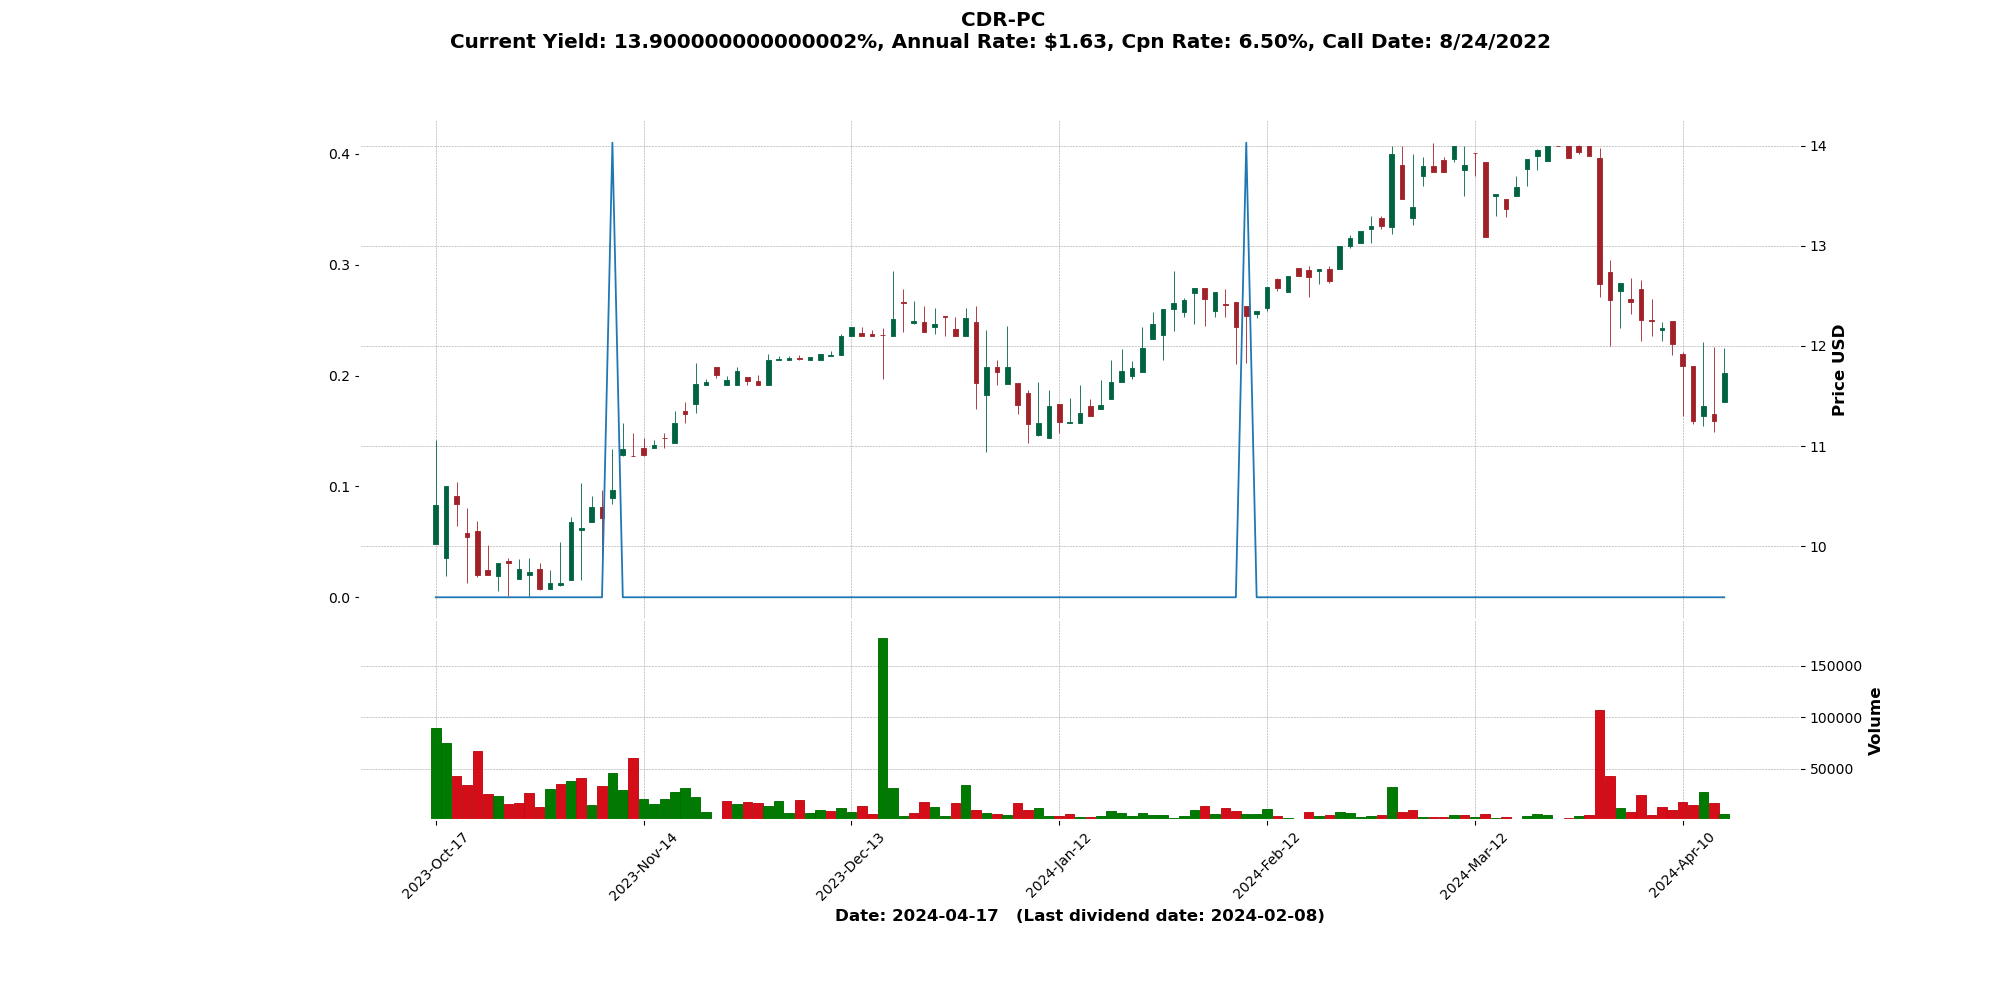 CDR-PC
Current Yield: 13.900000000000002%, Annual Rate: $1.63, Cpn Rate: 6.50%, Call Date: 8/24/2022
0.4
0.3
0.2
0.1
0.0
14
13
12
11
10
Price USD
150000
100000
50000
Volume
2023-Oct-17
2023-Nov-14
2023-Dec-13
2024-Jan-12
2024-Feb-12
2024-Mar-12
2024-Apr-10
Date: 2024-04-17 (Last dividend date: 2024-02-08)